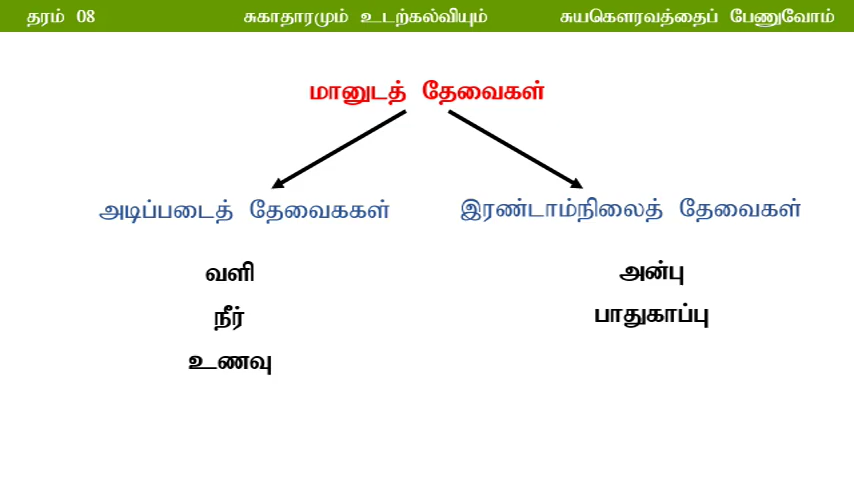 தரம் 08 சுகாதாரமும் உடற்கல்வியும் சுயகௌரவத்தைப் பேணுவோம்
மானுடத் தேவைகள்
அடிப்படைத் தேவைககள் இரண்டாம்நிலைத் தேவைகள்
வளி அன்பு
நீர் பாதுகாப்பு
உணவு